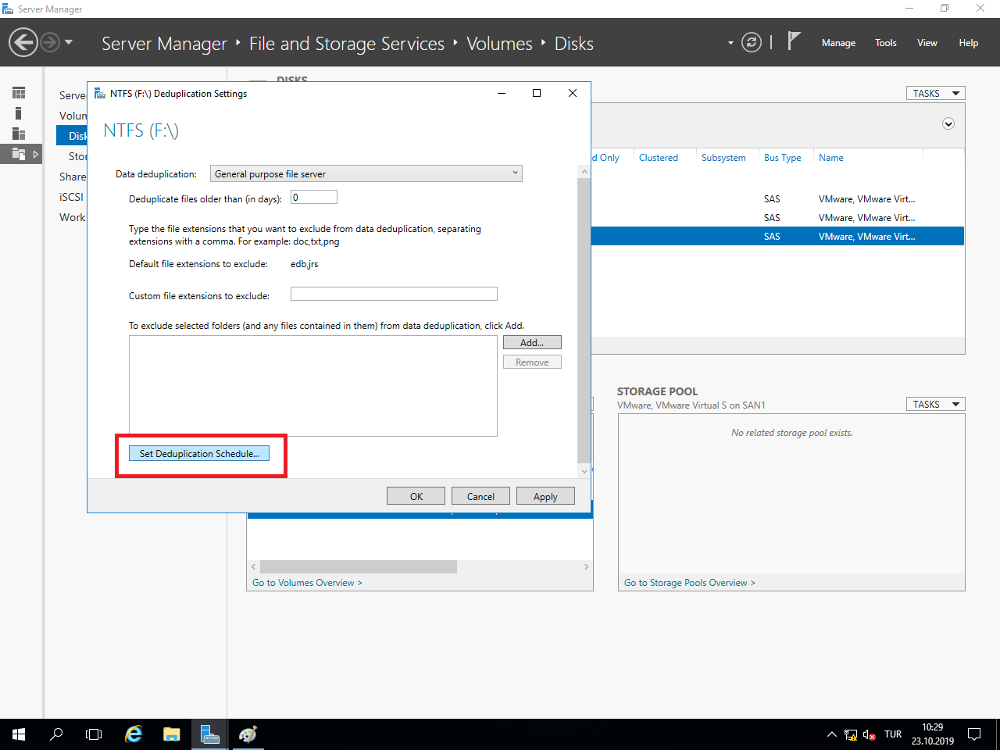 Server Manager
Server Manager ‣ File and Storage Services ‣ Volumes ‣ Disks
Manage Tools View Help
DISKS
TASKS
NTFS (F:\) Deduplication Settings
NTFS (F:\)
Data deduplication: General purpose file server
Deduplicate files older than (in days): 0
Type the file extensions that you want to exclude from data deduplication, separating
extensions with a comma. For example: doc,txt,png
Default file extensions to exclude: edb,jrs
Custom file extensions to exclude:
To exclude selected folders (and any files contained in them) from data deduplication, click Add.
Add...
Remove
Set Deduplication Schedule...
OK Cancel Apply
Server
Volum
Disk
Stor
Share
iSCSI
Work
d Only Clustered Subsystem Bus Type Name
SAS VMware, VMware Virt...
SAS VMware, VMware Virt...
SAS VMware, VMware Virt...
STORAGE POOL
VMware, VMware Virtual S on SAN1
TASKS
No related storage pool exists.
Go to Volumes Overview >
Go to Storage Pools Overview >
TUR
10:29
23.10.2019